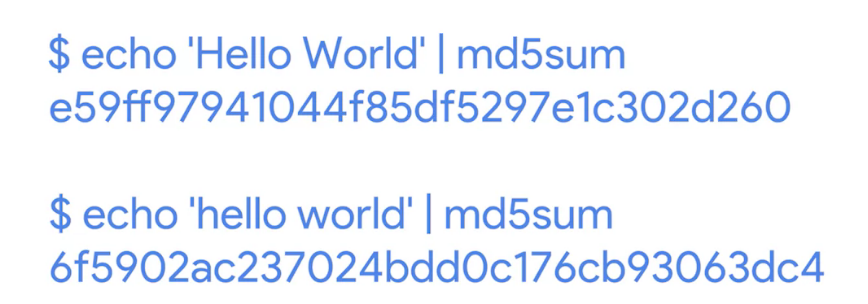 $ echo 'Hello World' | md5sum
e59ff97941044f85df5297e1c302d260
$ echo 'hello world' | md5sum
6f5902ac237024bdd0c176cb93063dc4